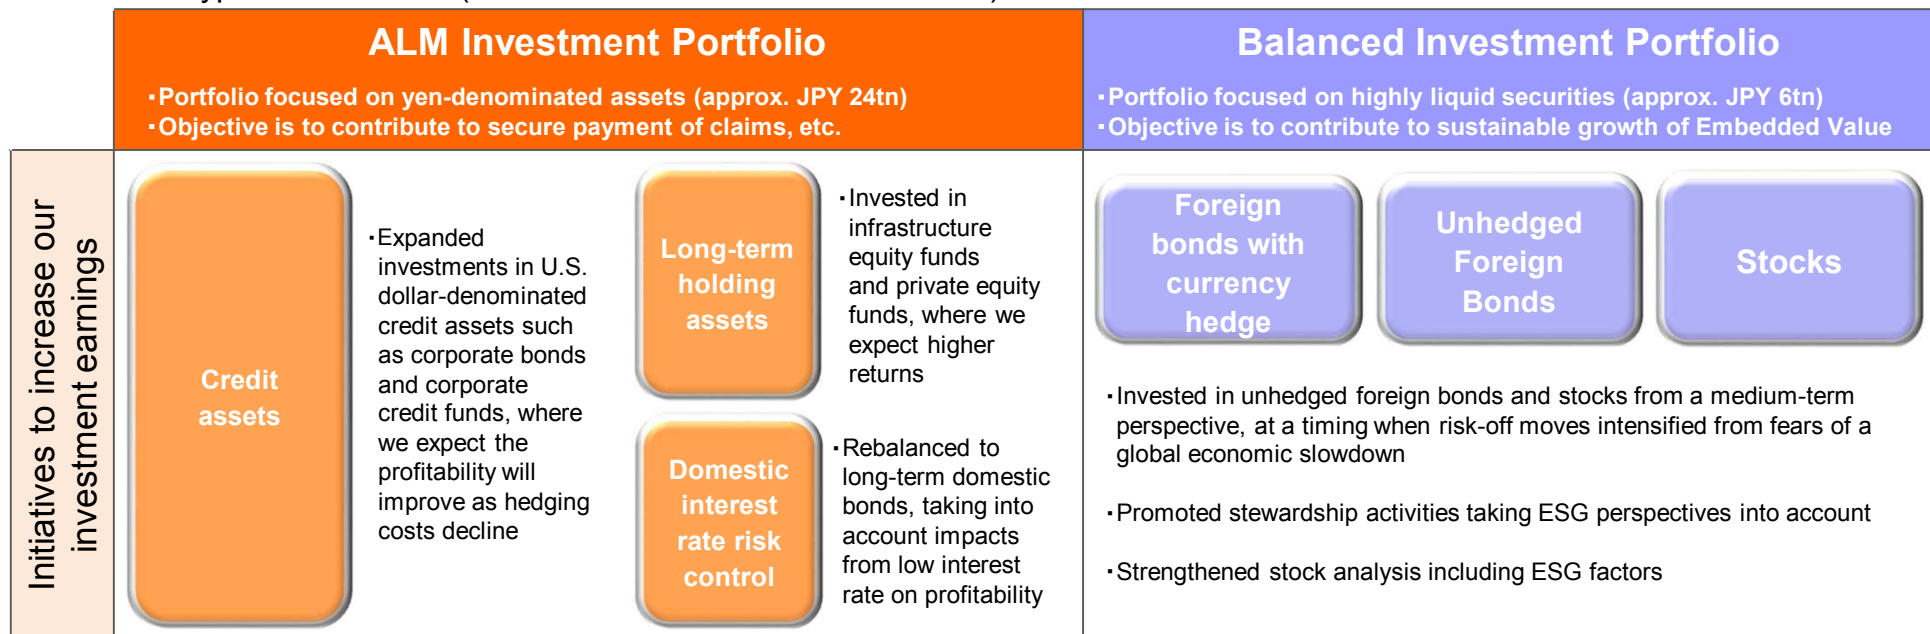 ALM Investment Portfolio
▪Portfolio focused on yen-denominated assets (approx. JPY 24tn)
▪Objective is to contribute to secure payment of claims, etc.
Balanced Investment Portfolio
▪Portfolio focused on highly liquid securities (approx. JPY 6tn)
▪Objective is to contribute to sustainable growth of Embedded Value
Initiatives to increase our
investment earnings
Credit
assets
▪Expanded
investments in U.S.
dollar-denominated
credit assets such
as corporate bonds
and corporate
credit funds, where
we expect the
profitability will
improve as hedging
costs decline
Long-term
holding
assets
▪Invested in
infrastructure
equity funds
and private equity
funds, where we
expect higher
returns
Domestic
interest
rate risk
control
▪Rebalanced to
long-term domestic
bonds, taking into
account impacts
from low interest
rate on profitability
Foreign
bonds with
currency
hedge
Unhedged
Foreign
Bonds
Stocks
▪Invested in unhedged foreign bonds and stocks from a medium-term
perspective, at a timing when risk-off moves intensified from fears of a
global economic slowdown
▪Promoted stewardship activities taking ESG perspectives into account
▪Strengthened stock analysis including ESG factors